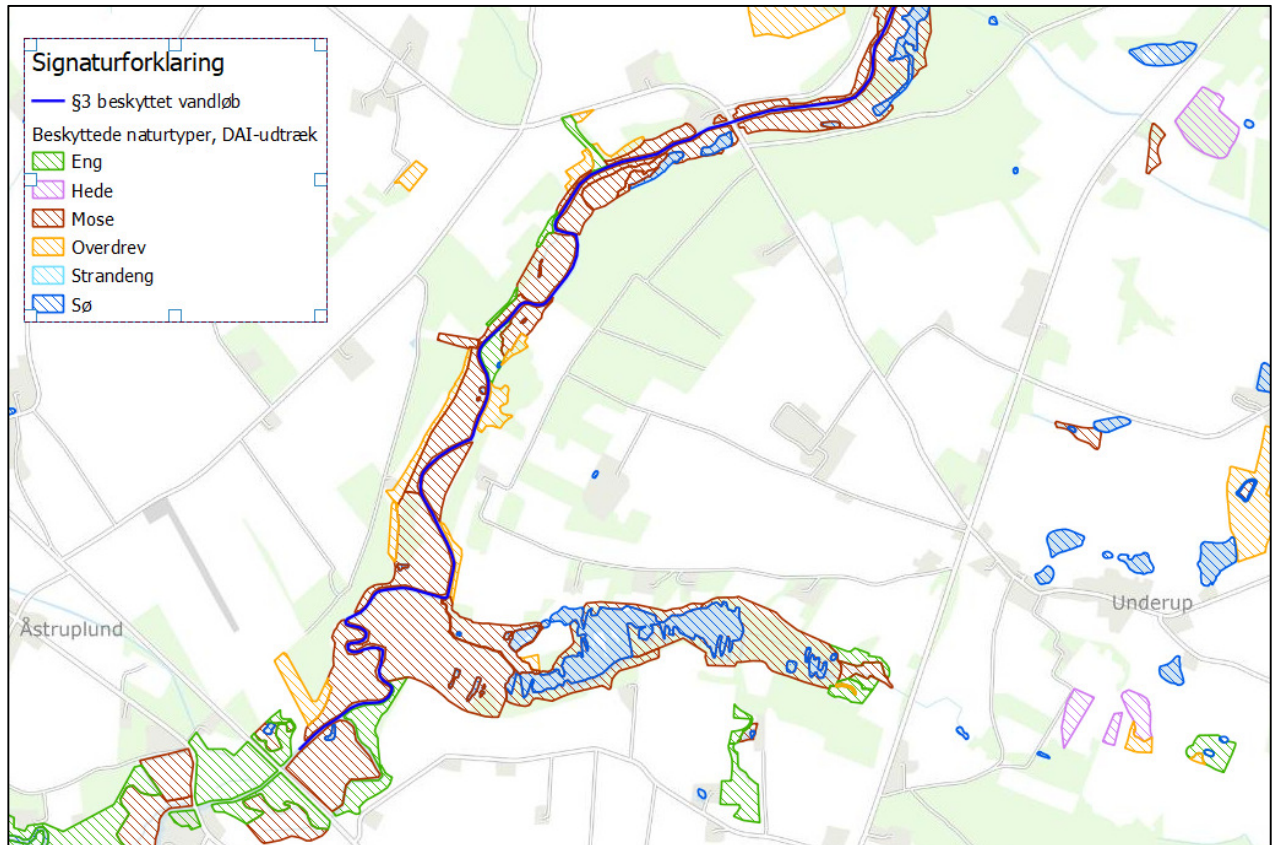 Signaturforklaring
§3 beskyttet vandløb
Beskyttede naturtyper, DAI-udtræk
Eng
Hede
Mose
Overdrev
Strandeng
Sø
Underup
Åstruplund